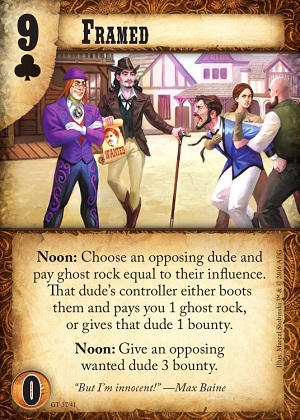 9
FRAMED
WANTED
Noon: Choose an opposing dude and
pay ghost rock equal to their influence.
That dude's controller either boots
them and pays you 1 ghost rock,
or gives that dude 1 bounty.
Noon: Give an opposing
wanted dude 3 bounty.
"But I'm innocent!" —Max Baine
0
GT 37/41